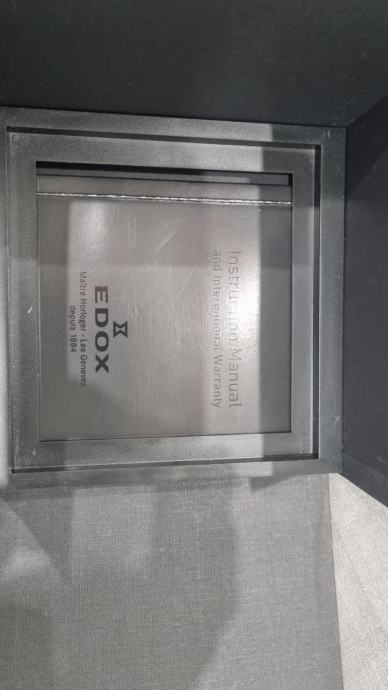 Instruction Manual
and International Warranty
EDOX
Maître Horloger - Les Genevez
depuis 1884